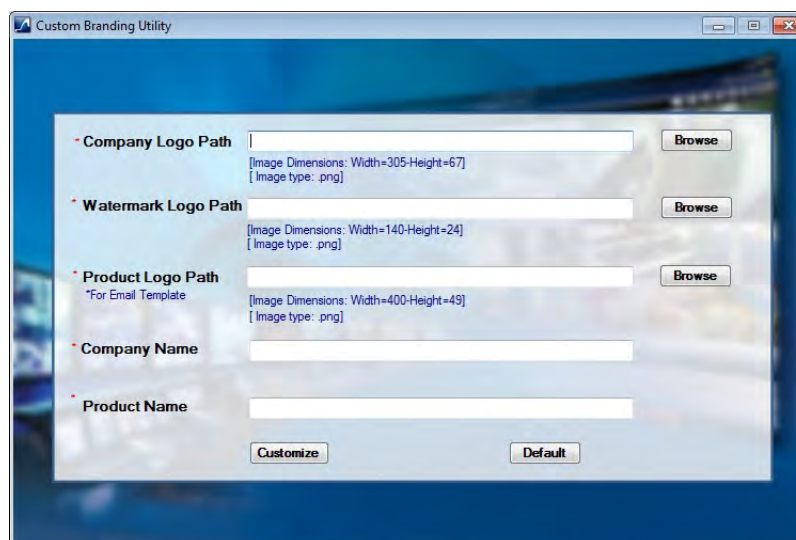 Custom Branding Utility
* Company Logo Path
Browse
[Image Dimensions: Width=305-Height=67]
[ Image type: .png]
* Watermark Logo Path
Browse
[Image Dimensions: Width=140-Height=24]
[ Image type: .png]
* Product Logo Path
Browse
*For Email Template
[Image Dimensions: Width=400-Height=49]
[ Image type: .png]
* Company Name
* Product Name
Customize
Default